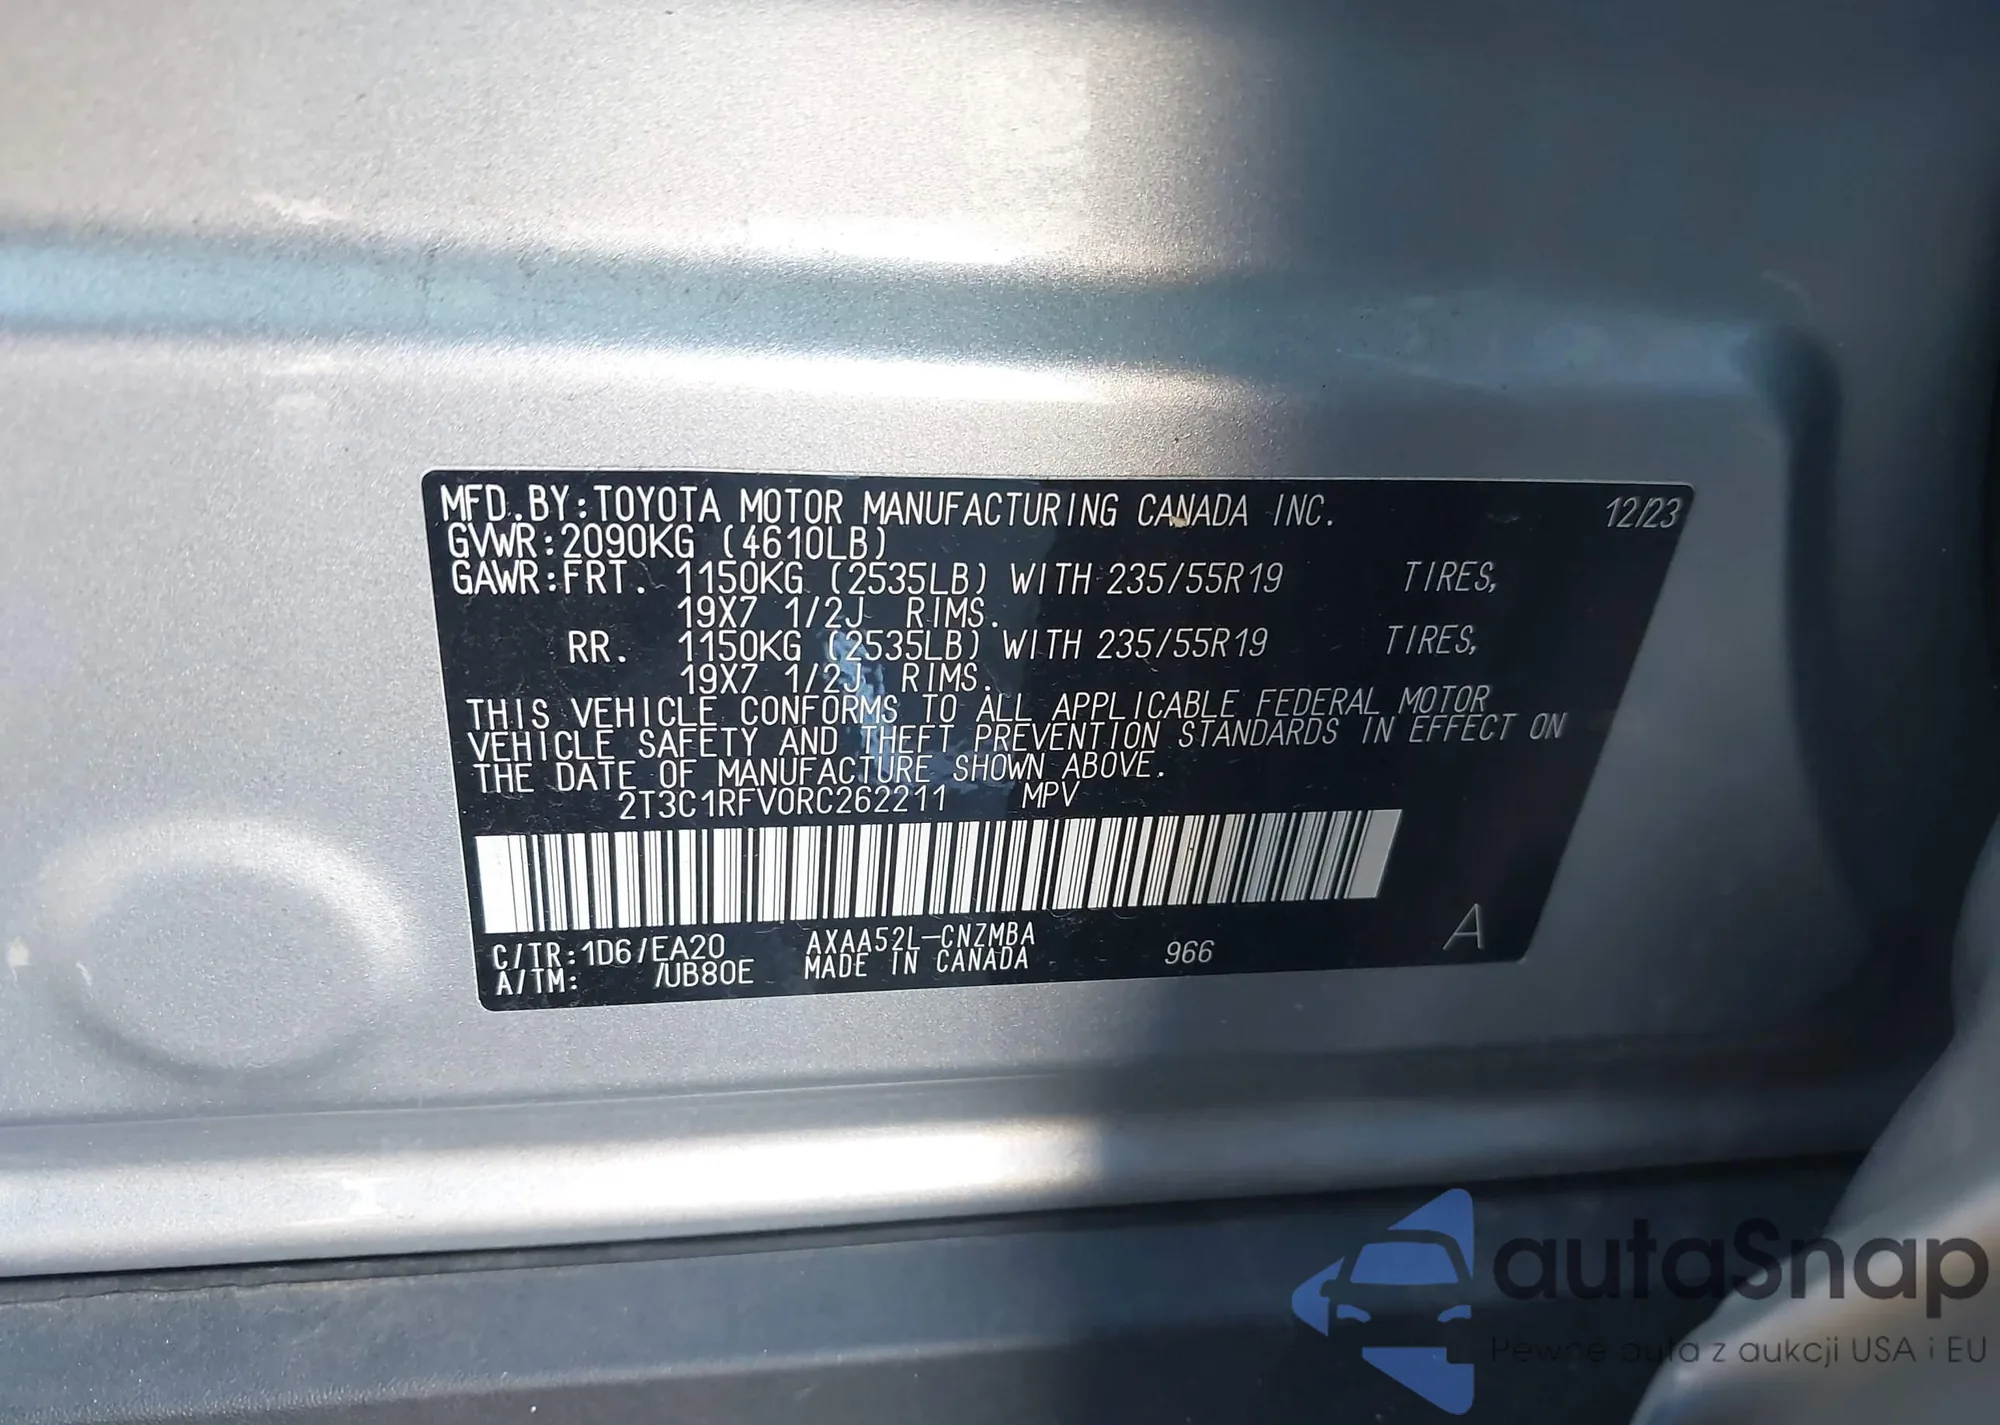 MFD.BY:TOYOTA MOTOR MANUFACTURING CANADA INC. 12/23
GVWR:2090KG (4610LB)
GAWR:FRT. 1150KG (2535LB) WITH 235/55R19 TIRES,
19X7 1/2J RIMS.
RR. 1150KG (2535LB) WITH 235/55R19 TIRES,
19X7 1/2J RIMS.
THIS VEHICLE CONFORMS TO ALL APPLICABLE FEDERAL MOTOR
VEHICLE SAFETY AND THEFT PREVENTION STANDARDS IN EFFECT ON
THE DATE OF MANUFACTURE SHOWN ABOVE.
2T3C1RFV0RC262211 MPV
C/TR:1D6/EA20 AXAA52L-CNZMBA 966 A
A/TM: /UB80E MADE IN CANADA
autaSnap
Pewne auta z aukcji USA i EU